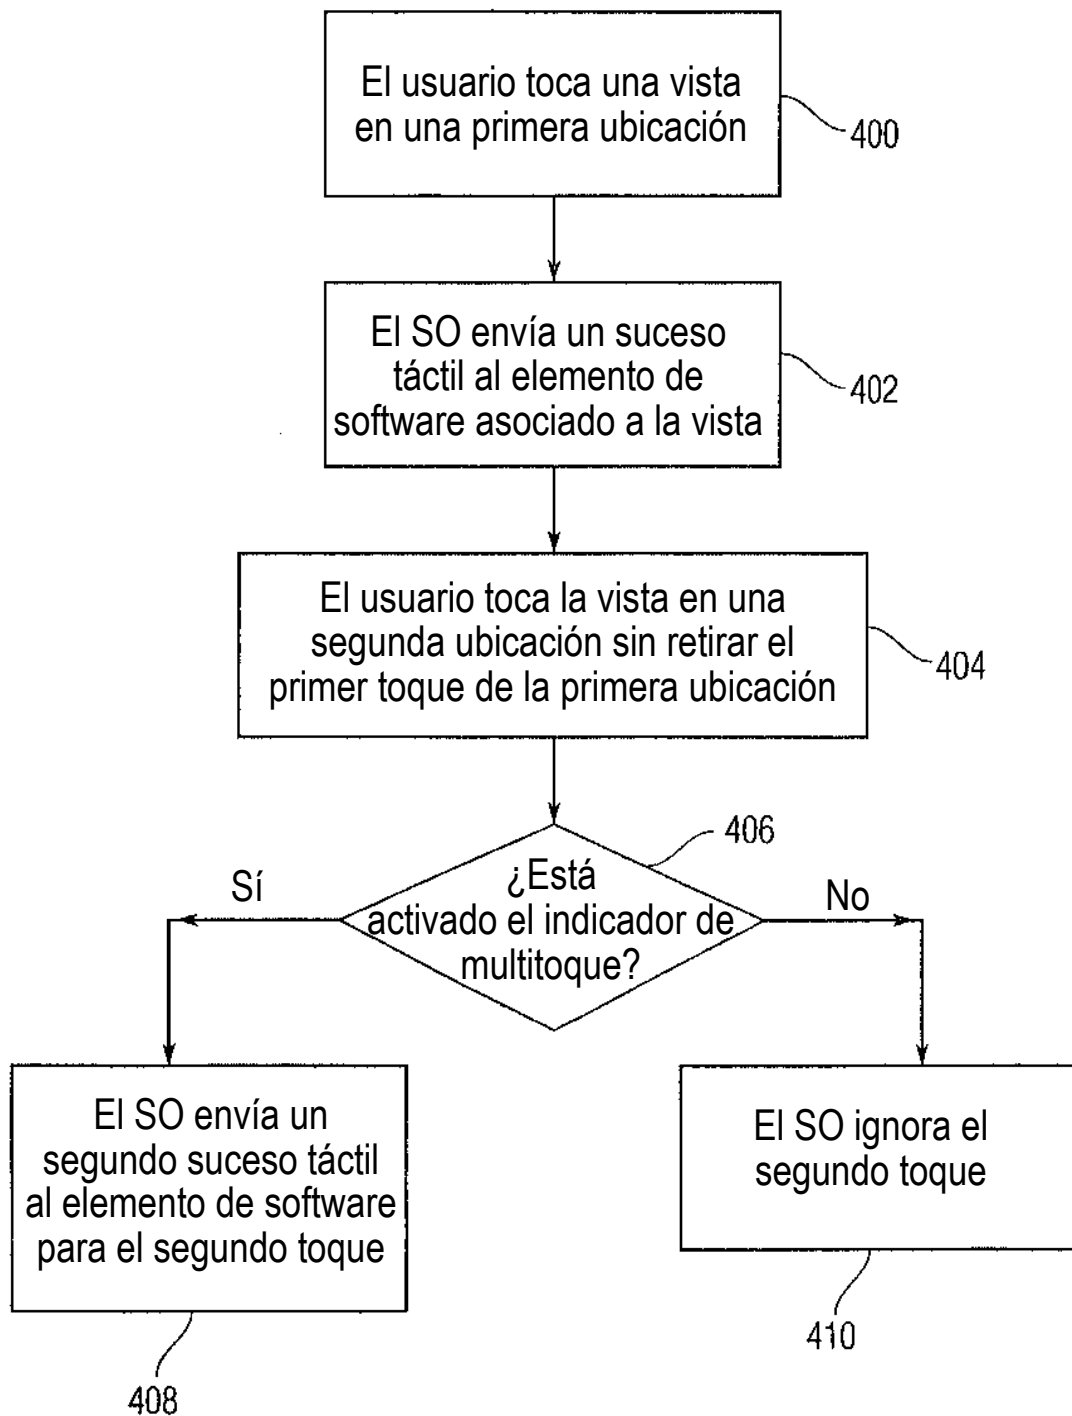 El usuario toca una vista
en una primera ubicación
400
El SO envía un suceso
táctil al elemento de
software asociado a la vista
402
El usuario toca la vista en una
segunda ubicación sin retirar el
primer toque de la primera ubicación
404
406
¿Está
activado el indicador de
multitoque?
Sí
No
El SO envía un
segundo suceso táctil
al elemento de software
para el segundo toque
408
El SO ignora el
segundo toque
410